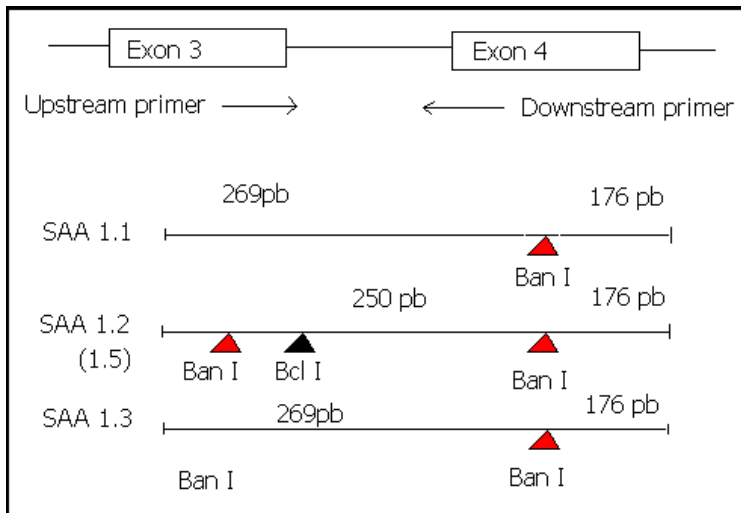 Exon 3 Exon 4
Upstream primer Downstream primer
269pb 176 pb
SAA 1.1
Ban I
250 pb 176 pb
SAA 1.2
(1.5)
Ban I Bcl I Ban I
269pb 176 pb
SAA 1.3
Ban I Ban I